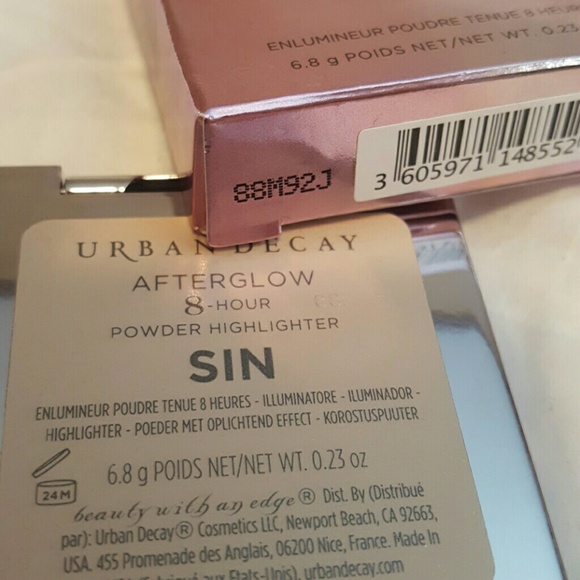 ENLUMINEUR POUDRE TENUE 8
6.8 g POIDS NET/NET WT. 0.23
88M92J
3 605971 148552
URBAN DECAY
AFTERGLOW
8-HOUR
POWDER HIGHLIGHTER
SIN
ENLUMINEUR POUDRE TENUE 8 HEURES - ILLUMINATORE - ILUMINADOR -
HIGHLIGHTER - POEDER MET OPLICHTEND EFFECT - KOROSTUSPUUTER
6.8 g POIDS NET/NET WT. 0.23 oz
24M
beauty with an edge® Dist. By (Distribué
par): Urban Decay® Cosmetics LLC, Newport Beach, CA 92663,
USA. 455 Promenade des Anglais, 06200 Nice, France. Made In
aux États-Unis). urbandecay.com